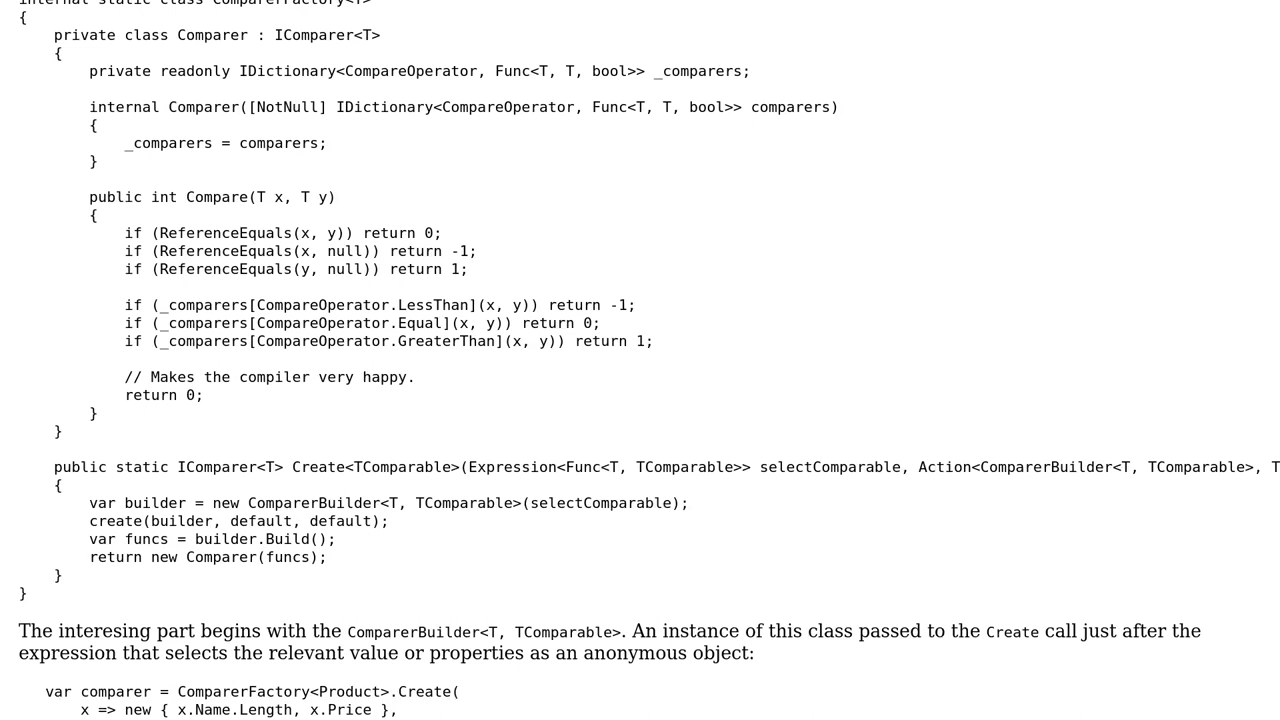 internal static class ComparerFactory<T>
{
    private class Comparer : IComparer<T>
    {
        private readonly IDictionary<CompareOperator, Func<T, T, bool>> _comparers;

        internal Comparer([NotNull] IDictionary<CompareOperator, Func<T, T, bool>> comparers)
        {
            _comparers = comparers;
        }

        public int Compare(T x, T y)
        {
            if (ReferenceEquals(x, y)) return 0;
            if (ReferenceEquals(x, null)) return -1;
            if (ReferenceEquals(y, null)) return 1;

            if (_comparers[CompareOperator.LessThan](x, y)) return -1;
            if (_comparers[CompareOperator.Equal](x, y)) return 0;
            if (_comparers[CompareOperator.GreaterThan](x, y)) return 1;

            // Makes the compiler very happy.
            return 0;
        }
    }

    public static IComparer<T> Create<TComparable>(Expression<Func<T, TComparable>> selectComparable, Action<ComparerBuilder<T, TComparable>, T
    {
        var builder = new ComparerBuilder<T, TComparable>(selectComparable);
        create(builder, default, default);
        var funcs = builder.Build();
        return new Comparer(funcs);
    }
}
The interesing part begins with the ComparerBuilder<T, TComparable>. An instance of this class passed to the Create call just after the
expression that selects the relevant value or properties as an anonymous object:
var comparer = ComparerFactory<Product>.Create(
    x => new { x.Name.Length, x.Price },